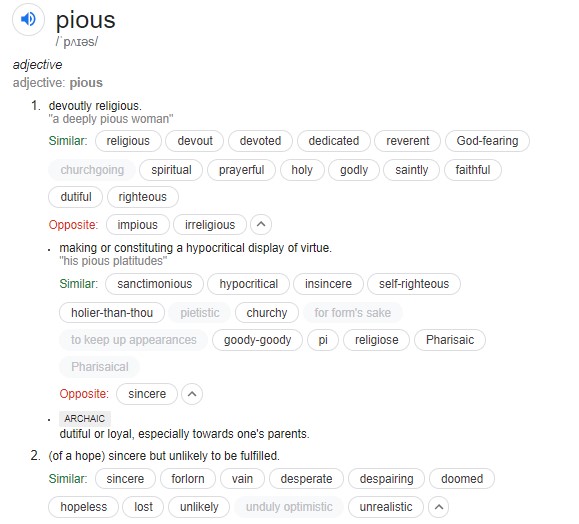 pious
/ˈpʌɪəs/
adjective
adjective: pious
1. devoutly religious.
"a deeply pious woman"
Similar: religious devout devoted dedicated reverent God-fearing
churchgoing spiritual prayerful holy godly saintly faithful
dutiful righteous
Opposite: impious irreligious
• making or constituting a hypocritical display of virtue.
"his pious platitudes"
Similar: sanctimonious hypocritical insincere self-righteous
holier-than-thou pietistic churchy for form's sake
to keep up appearances goody-goody pi religiose Pharisaic
Pharisaical
Opposite: sincere
• ARCHAIC
dutiful or loyal, especially towards one's parents.
2. (of a hope) sincere but unlikely to be fulfilled.
Similar: sincere forlorn vain desperate despairing doomed
hopeless lost unlikely unduly optimistic unrealistic